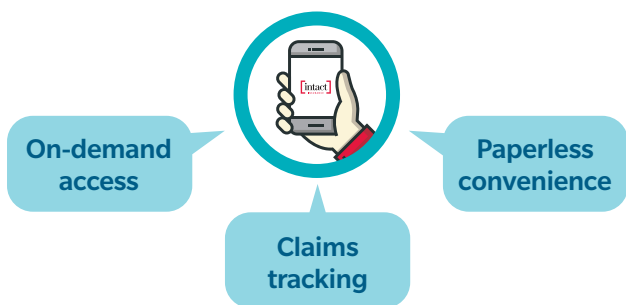 [intact]
On-demand
access
Paperless
convenience
Claims
tracking